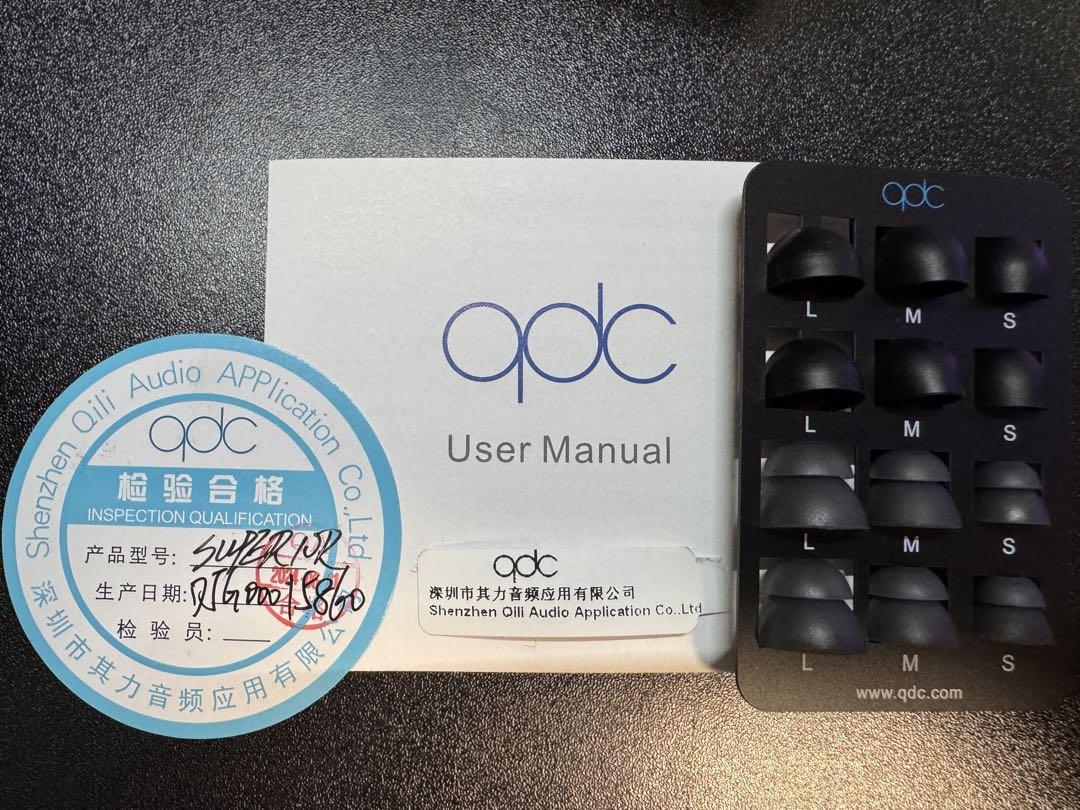 Shenzhen Qili Audio APPlication Co.,Ltd
qdc
检验合格
INSPECTION QUALIFICATION
产品型号: SUPERIOR
生产日期:
检 验 员:
深圳市其力音频应用有限公
qdc
User Manual
qdc
深圳市其力音频应用有限公司
Shenzhen Qili Audio Application Co.,.Ltd
qdc
L M S
L M S
L M S
L M S
www.qdc.com